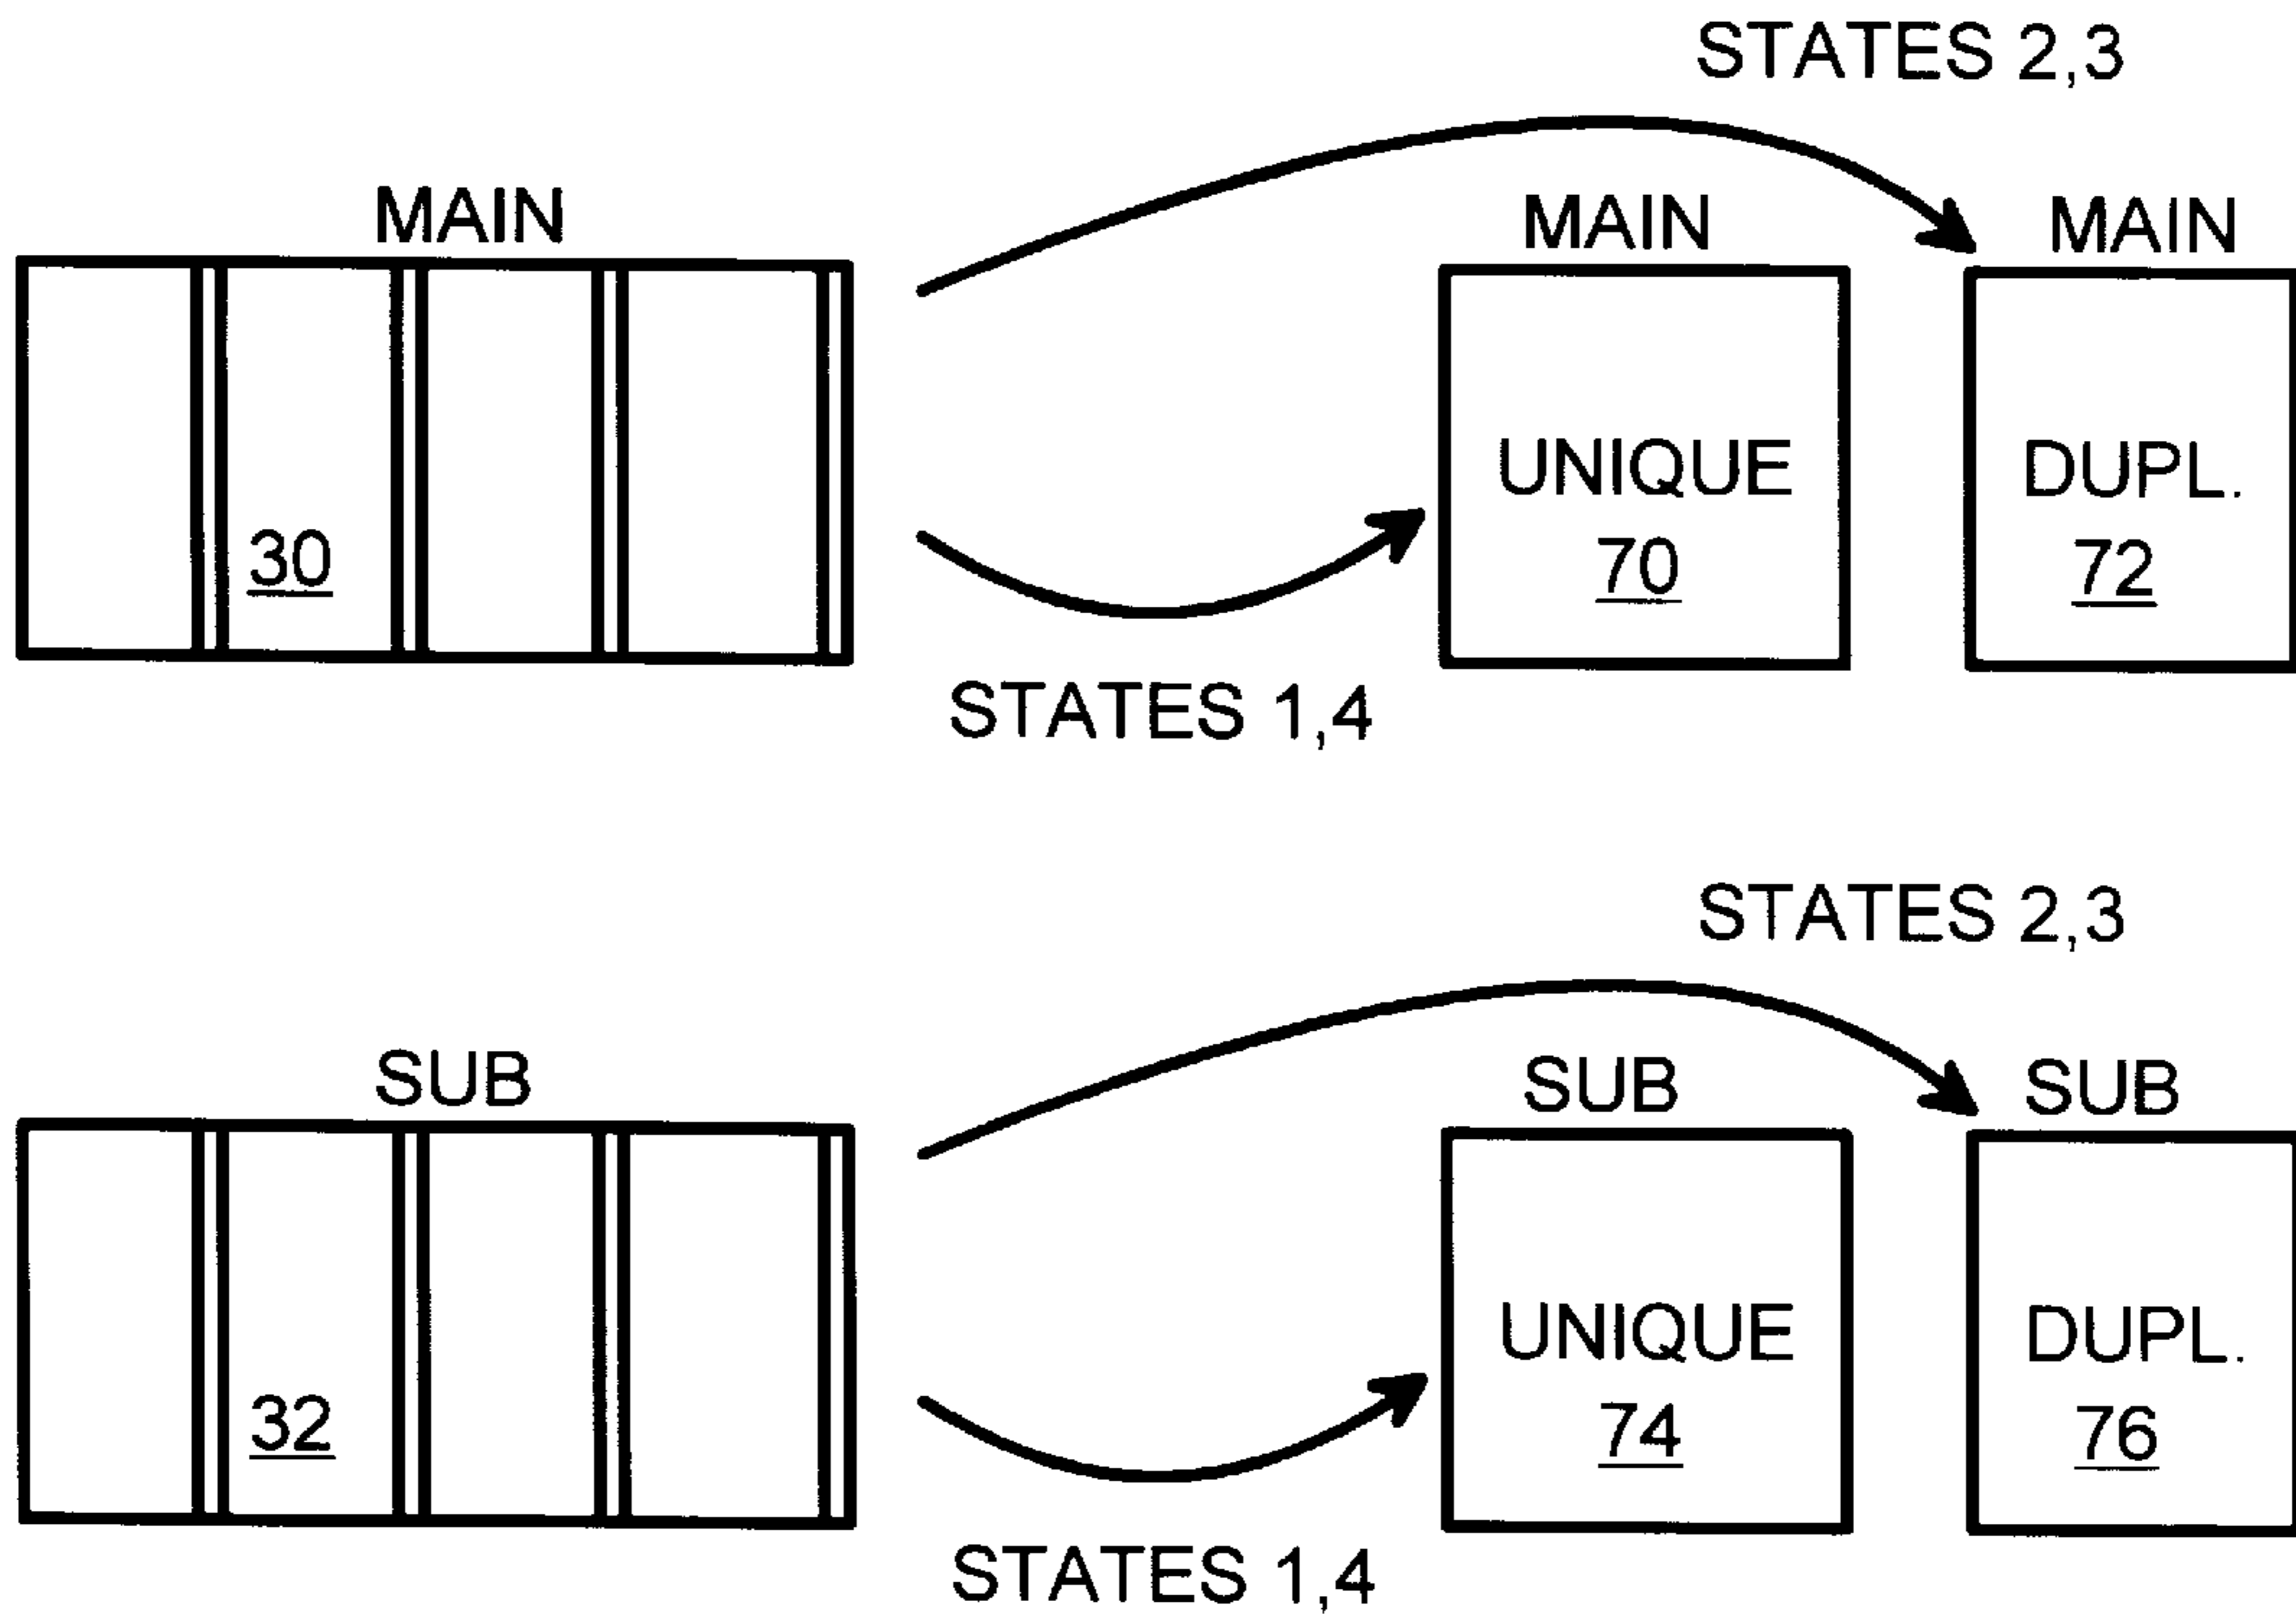 STATES 2,3
MAIN
MAIN
MAIN
UNIQUE
DUPL.
30
70
72
STATES 1,4
STATES 2,3
SUB
SUB
SUB
UNIQUE
DUPL.
32
74
76
STATES 1,4